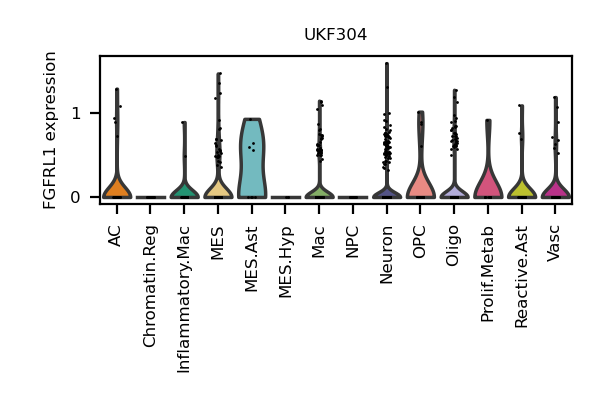 UKF304
FGFRL1 expression
1
0
AC
Chromatin.Reg
Inflammatory.Mac
MES
MES.Ast
MES.Hyp
Mac
NPC
Neuron
OPC
Oligo
Prolif.Metab
Reactive.Ast
Vasc